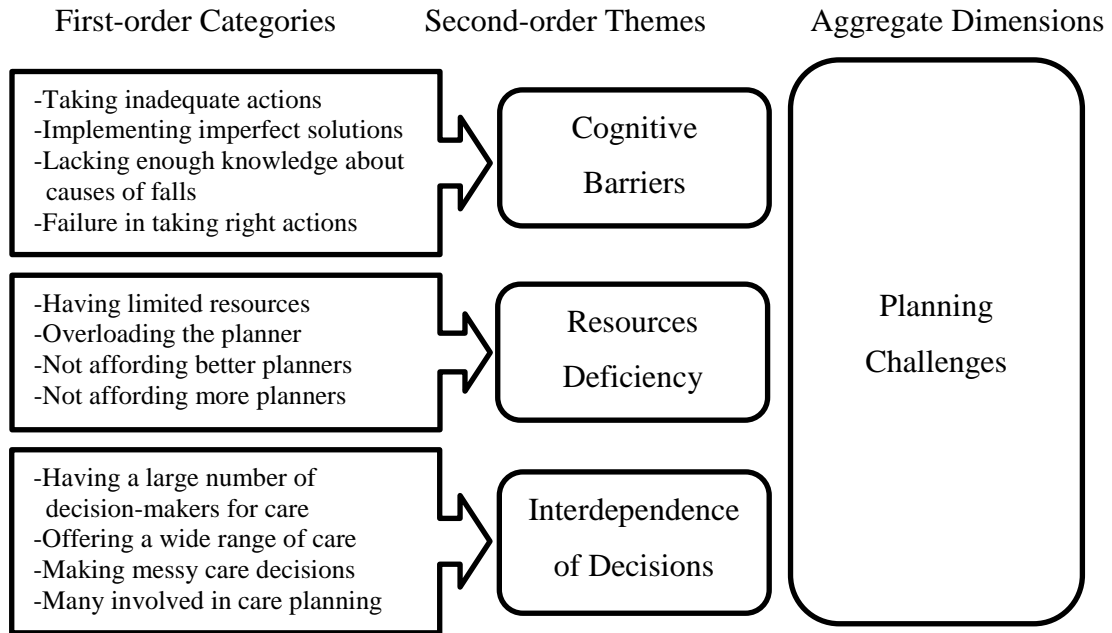 First-order Categories
Second-order Themes
Aggregate Dimensions
-Taking inadequate actions
-Implementing imperfect solutions
-Lacking enough knowledge about
causes of falls
-Failure in taking right actions
Cognitive
Barriers
-Having limited resources
-Overloading the planner
-Not affording better planners
-Not affording more planners
Resources
Deficiency
-Having a large number of
decision-makers for care
-Offering a wide range of care
-Making messy care decisions
-Many involved in care planning
Interdependence
of Decisions
Planning
Challenges